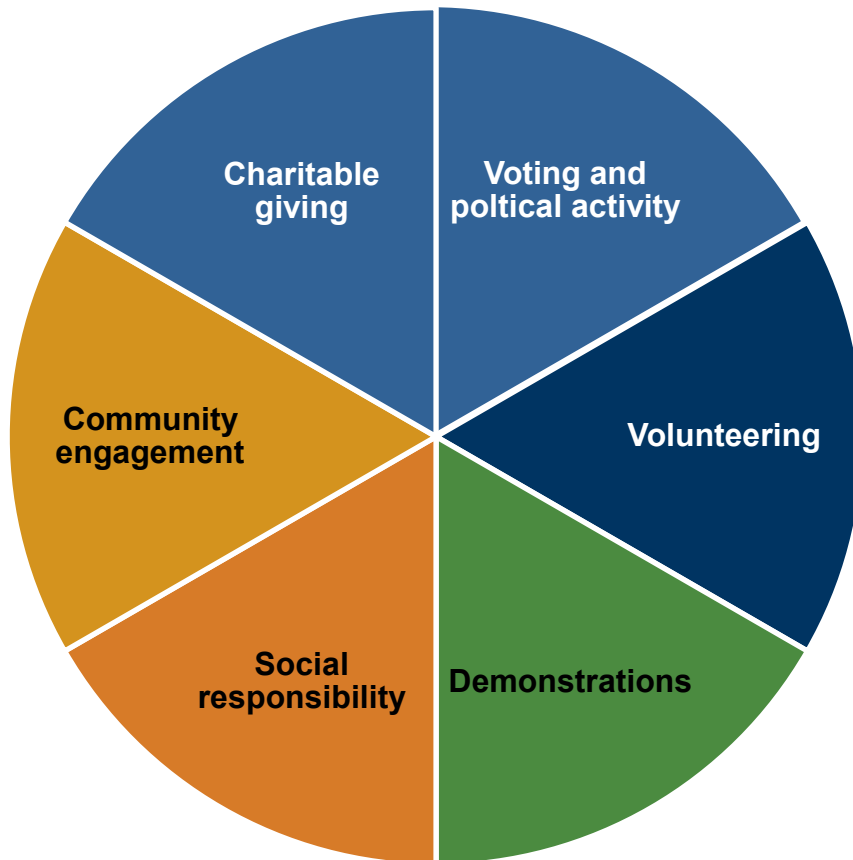 Charitable
giving
Voting and
poltical activity
Community
engagement
Volunteering
Social
responsibility
Demonstrations